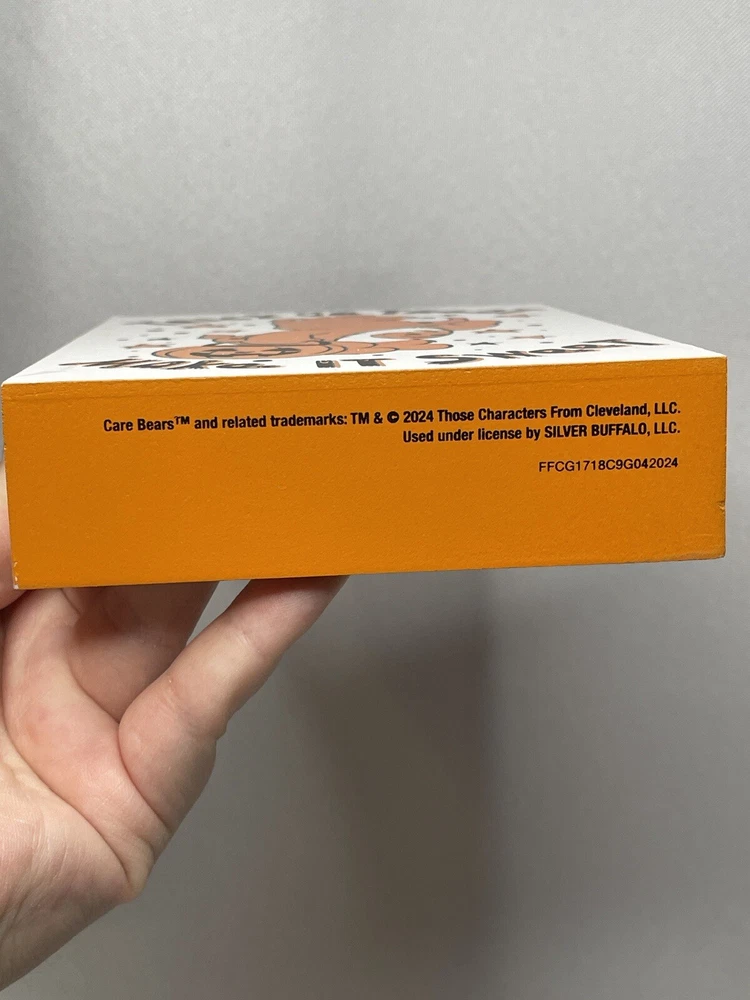 IT
Care Bears™ and related trademarks: TM & © 2024 Those Characters From Cleveland, LLC.
Used under license by SILVER BUFFALO, LLC.
FFCG1718C9G042024